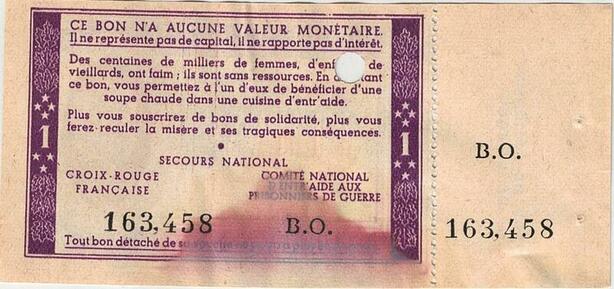 CE BON N'A AUCUNE VALEUR MONÉTAIRE.
Il ne représente pas de capital, il ne rapporte pas d'intérêt.
Des centaines de milliers de femmes, d'enf de
vieillards, ont faim ; ils sont sans ressources. En ant
ce bon, vous permettez à l'un d'eux de bénéficier d'une
soupe chaude dans une cuisine d'entr'aide.
Plus vous souscrirez de bons de solidarité, plus vous
ferez reculer la misère et ses tragiques conséquences.
SECOURS NATIONAL
CROIX-ROUGE
FRANÇAISE
COMITÉ NATIONAL
D'ENTR'AIDE AUX
PRISONNIERS DE GUERRE
163,458 B.O.
Tout bon détaché de sa souche
1
1
B.O.
163,458